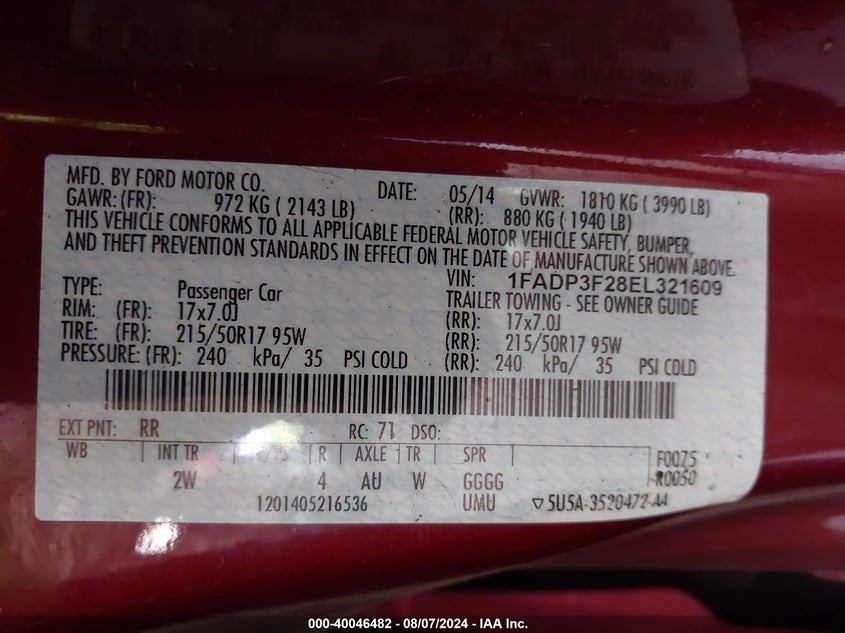 MFD. BY FORD MOTOR CO. DATE: 05/14 GVWR: 1810 KG ( 3990 LB)
GAWR: (FR): 972 KG ( 2143 LB) (RR): 880 KG ( 1940 LB)
THIS VEHICLE CONFORMS TO ALL APPLICABLE FEDERAL MOTOR VEHICLE SAFETY, BUMPER,
AND THEFT PREVENTION STANDARDS IN EFFECT ON THE DATE OF MANUFACTURE SHOWN ABOVE.
VIN: 1FADP3F28EL321609
TYPE: Passenger Car TRAILER TOWING - SEE OWNER GUIDE
RIM: (FR): 17x7.0J (RR): 17x7.0J
TIRE: (FR): 215/50R17 95W (RR): 215/50R17 95W
PRESSURE: (FR): 240 kPa/ 35 PSI COLD (RR): 240 kPa/ 35 PSI COLD
EXT PNT: RR RC: 71 DSO:
WB INT TR R AXLE TR SPR F0075
2W 4 AU W GGGG R0050
1201405216536 UMU 5U5A-3520472-AA
000-40046482 - 08/07/2024 - IAA Inc.